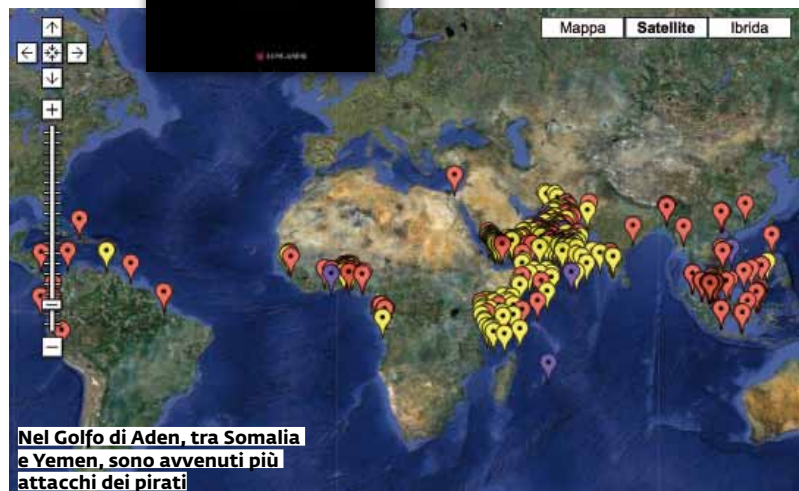 Mappa Satellite Ibrida
Nel Golfo di Aden, tra Somalia
e Yemen, sono avvenuti più
attacchi dei pirati